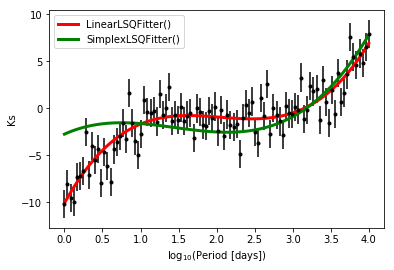 LinearLSQFitter()
SimplexLSQFitter()
10
5
0
−5
−10
Ks
0.0 0.5 1.0 1.5 2.0 2.5 3.0 3.5 4.0
log10(Period [days])